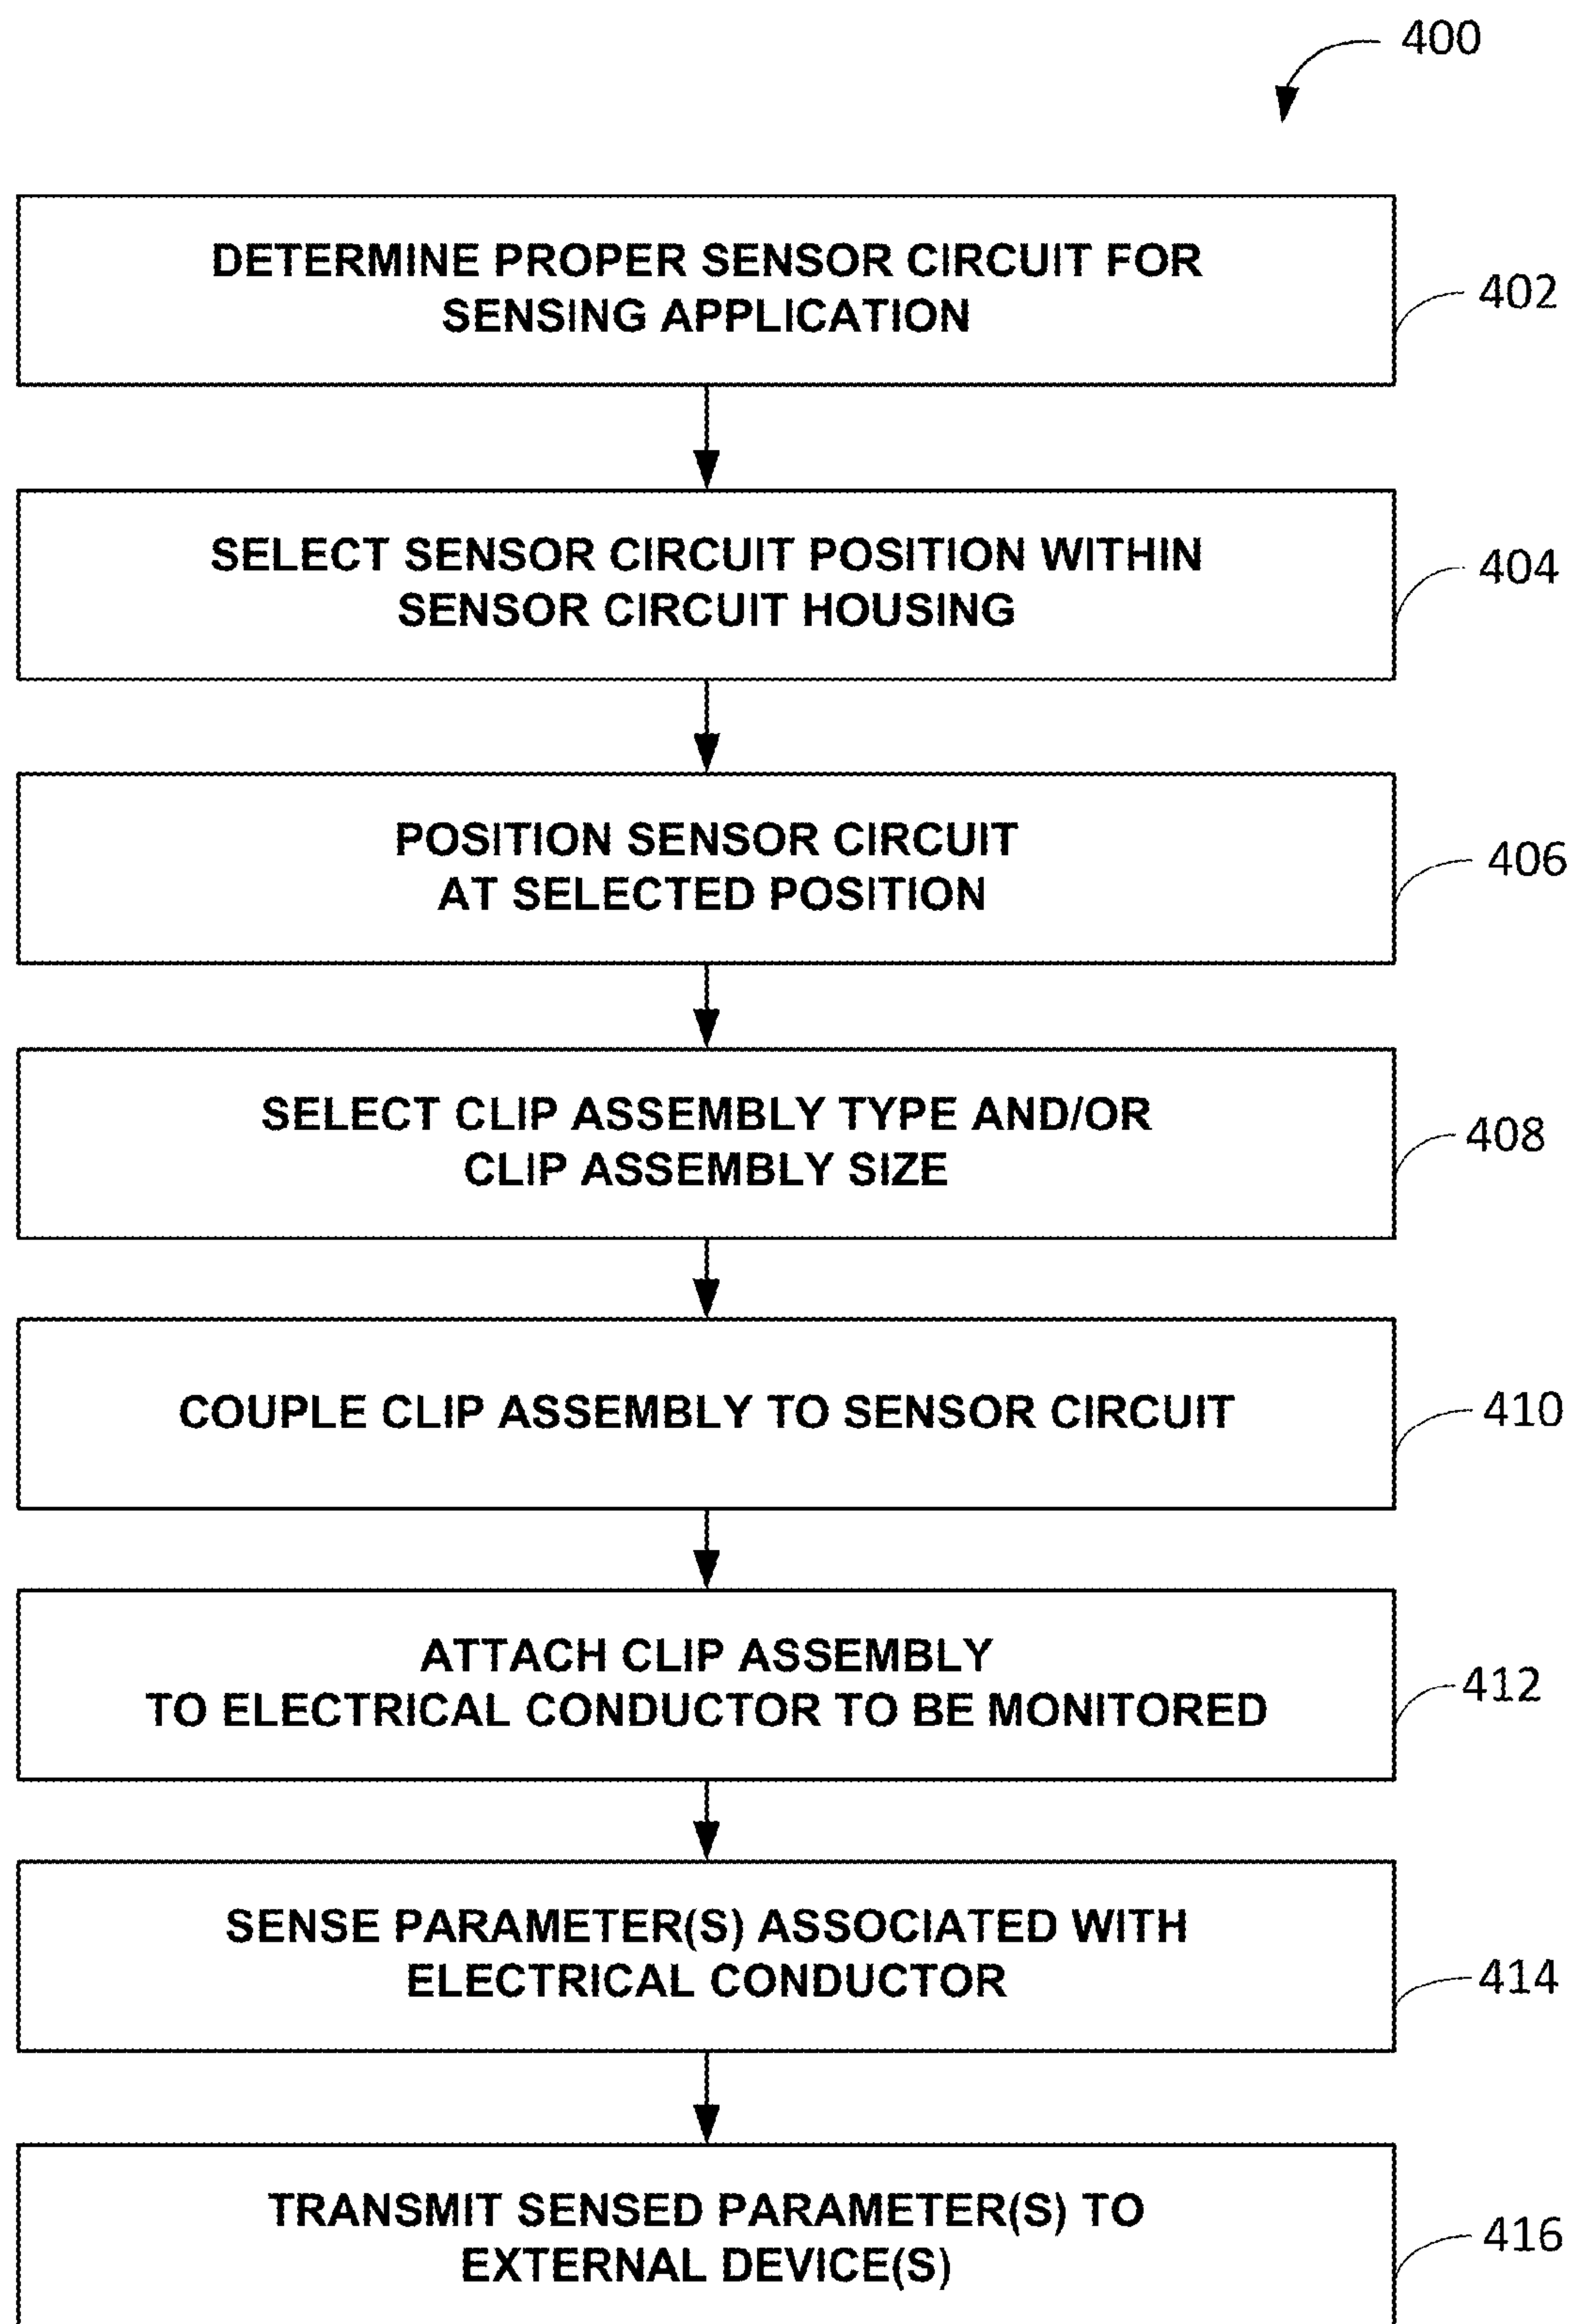 400
DETERMINE PROPER SENSOR CIRCUIT FOR
SENSING APPLICATION
402
SELECT SENSOR CIRCUIT POSITION WITHIN
SENSOR CIRCUIT HOUSING
404
POSITION SENSOR CIRCUIT
AT SELECTED POSITION
406
SELECT CLIP ASSEMBLY TYPE AND/OR
CLIP ASSEMBLY SIZE
408
COUPLE CLIP ASSEMBLY TO SENSOR CIRCUIT
410
ATTACH CLIP ASSEMBLY
TO ELECTRICAL CONDUCTOR TO BE MONITORED
412
SENSE PARAMETER(S) ASSOCIATED WITH
ELECTRICAL CONDUCTOR
414
TRANSMIT SENSED PARAMETER(S) TO
EXTERNAL DEVICE(S)
416